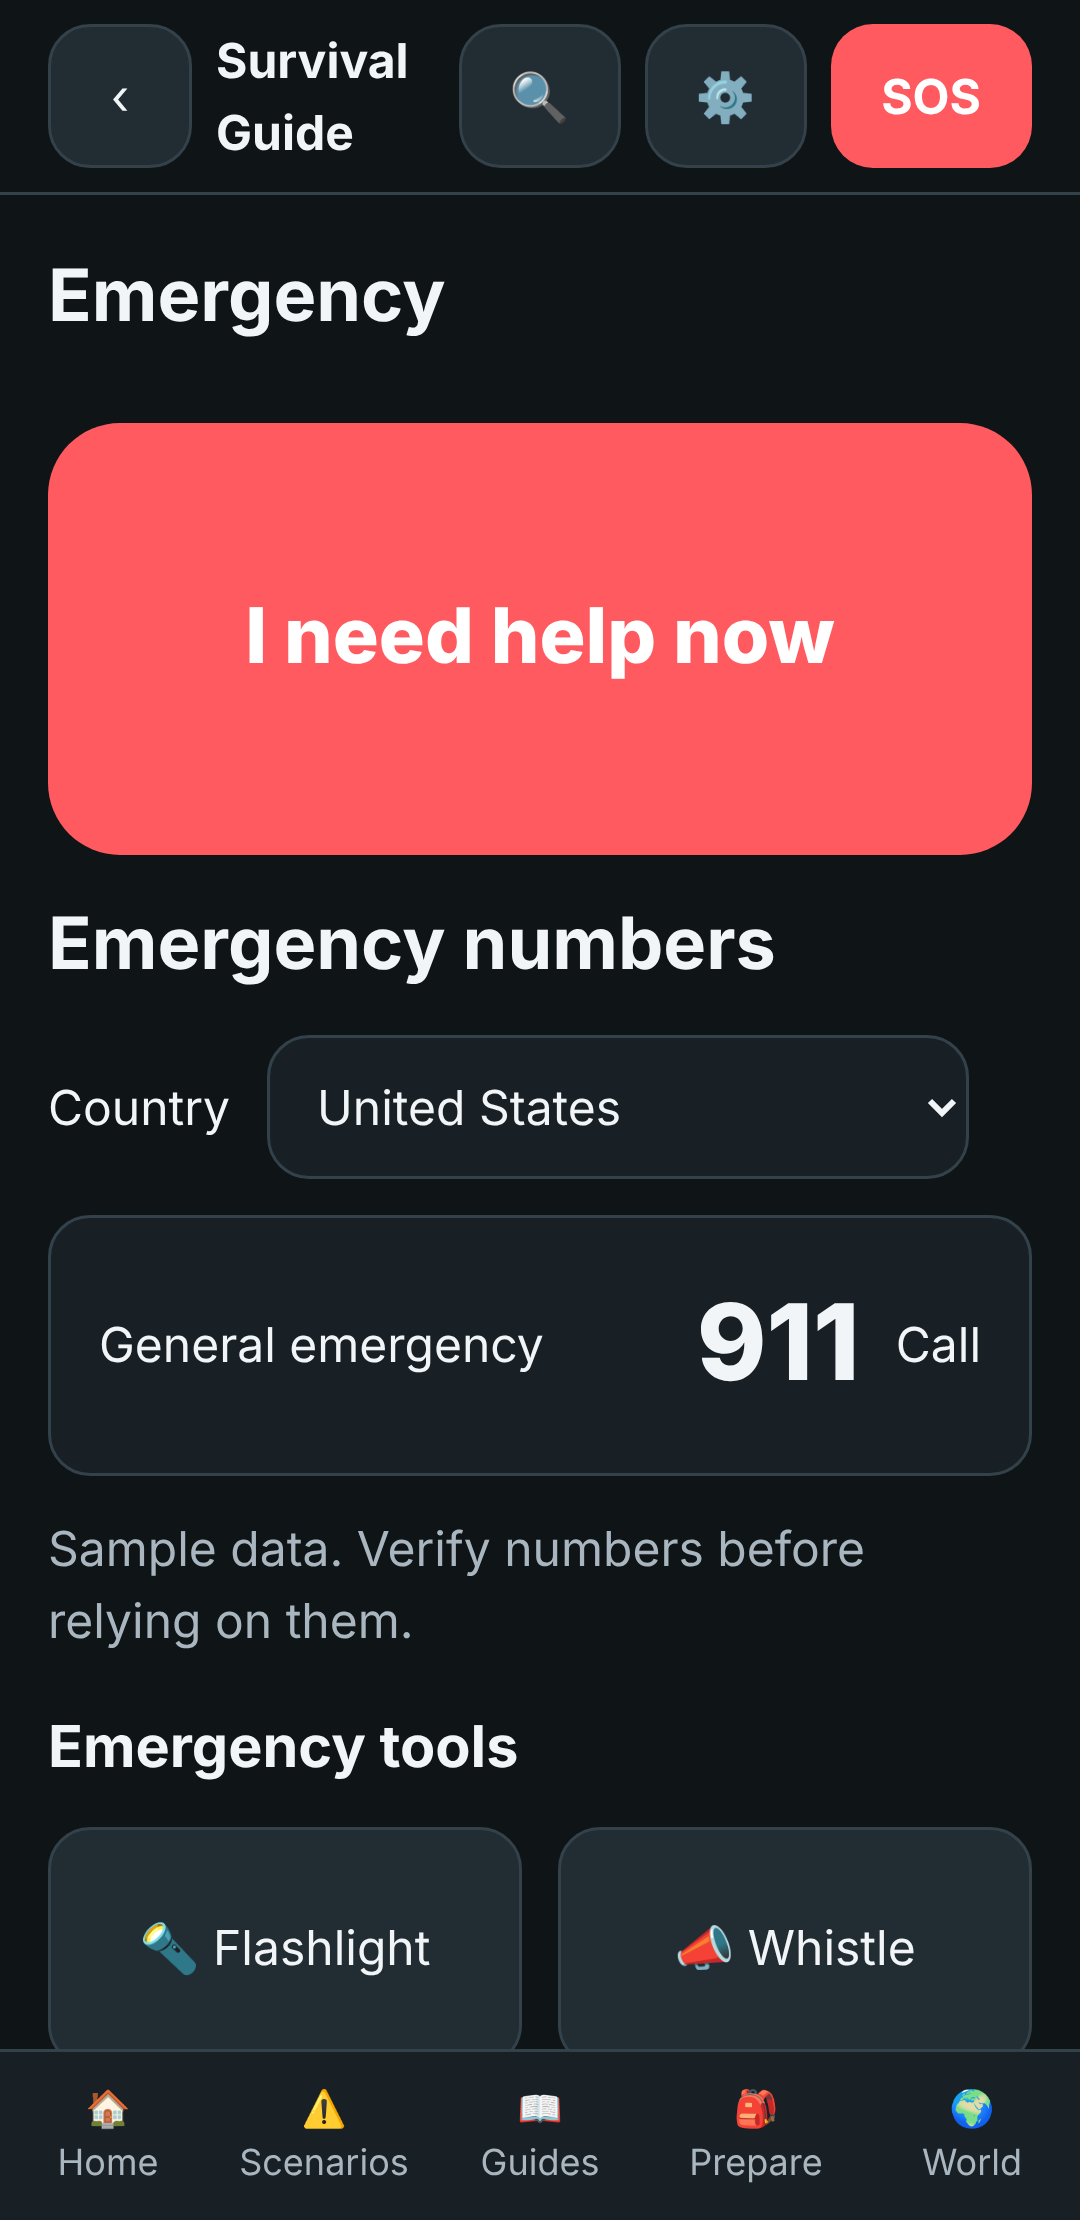 ‹
Survival
Guide
SOS
Emergency
I need help now
Emergency numbers
Country
United States
General emergency
911
Call
Sample data. Verify numbers before
relying on them.
Emergency tools
Flashlight
Whistle
Home
Scenarios
Guides
Prepare
World